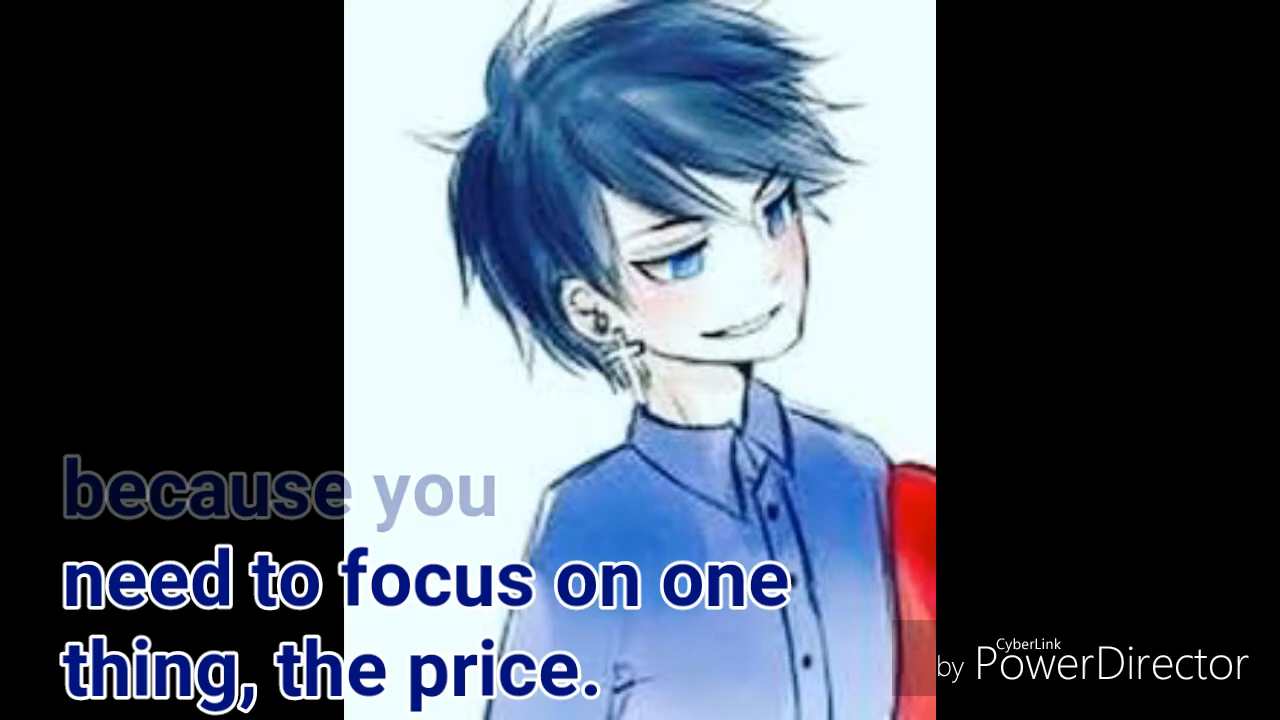 because you
need to focus on one
thing, the price.
CyberLink
by PowerDirector